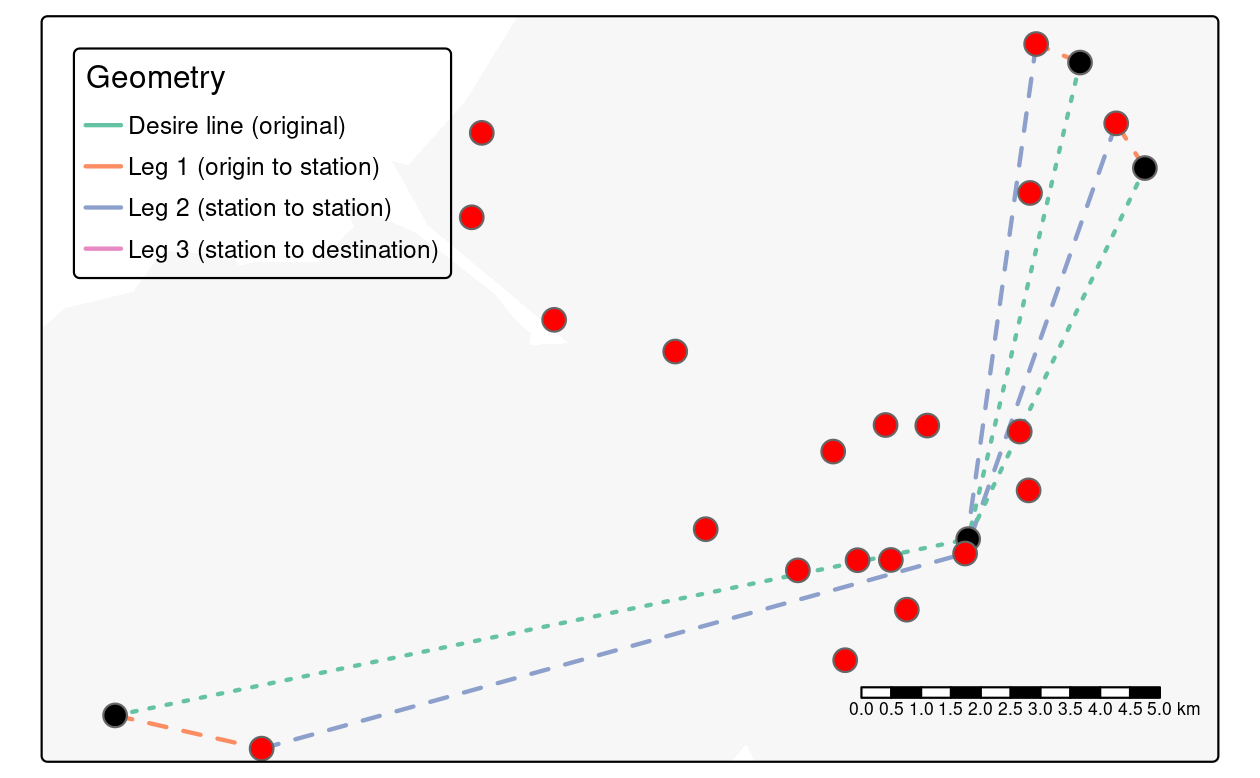 Geometry
Desire line (original)
Leg 1 (origin to station)
Leg 2 (station to station)
Leg 3 (station to destination)
0.0 0.5 1.0 1.5 2.0 2.5 3.0 3.5 4.0 4.5 5.0 km